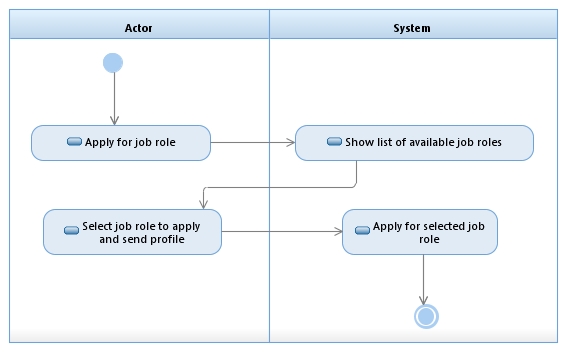 Actor
System
Apply for job role
Show list of available job roles
Select job role to apply
and send profile
Apply for selected job
role